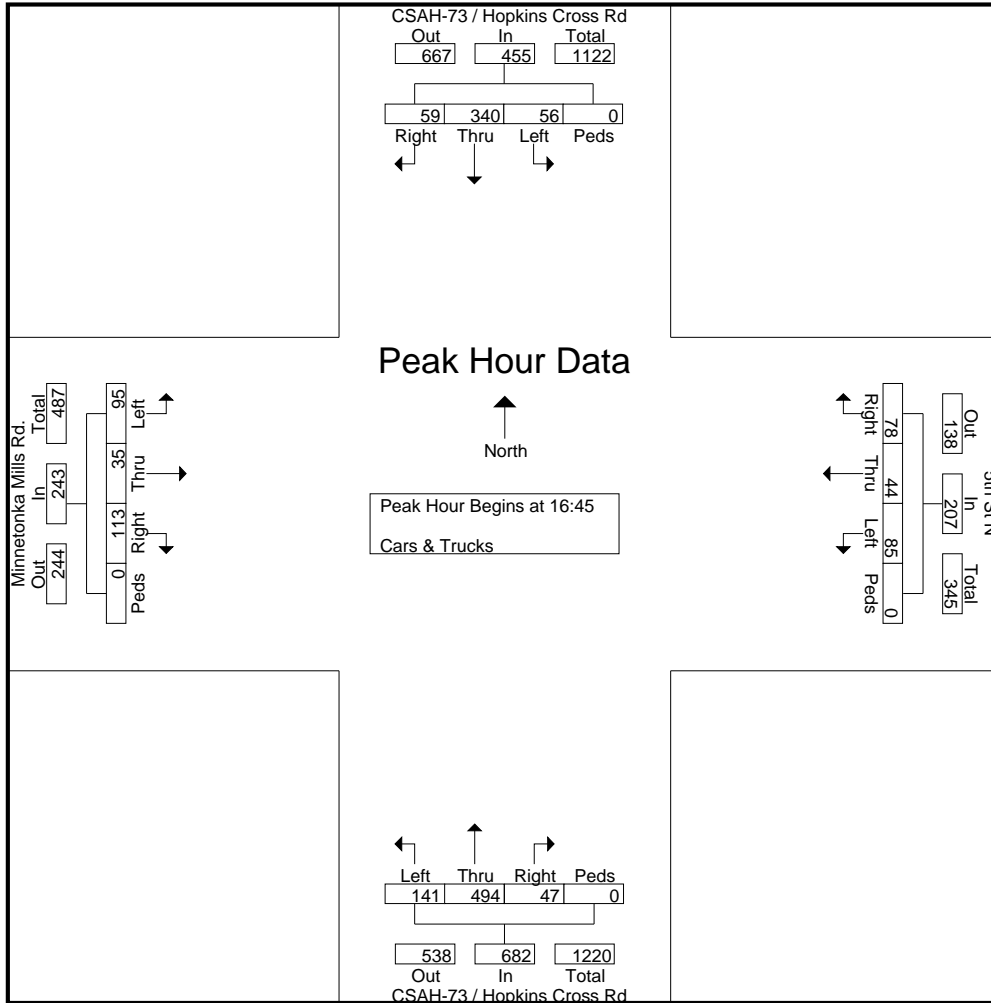 CSAH-73 / Hopkins Cross Rd
Out In Total
667 455 1122
59 340 56 0
Right Thru Left Peds
Peak Hour Data
North
Peak Hour Begins at 16:45
Cars & Trucks
Minnetonka Mills Rd.
Total In Out
487 243 244
95 35 113 0
Left Thru Right Peds
Right Thru Left Peds
78 44 85 0
Out In Total
138 207 345
5th St N
Left Thru Right Peds
141 494 47 0
538 682 1220
Out In Total
CSAH-73 / Hopkins Cross Rd